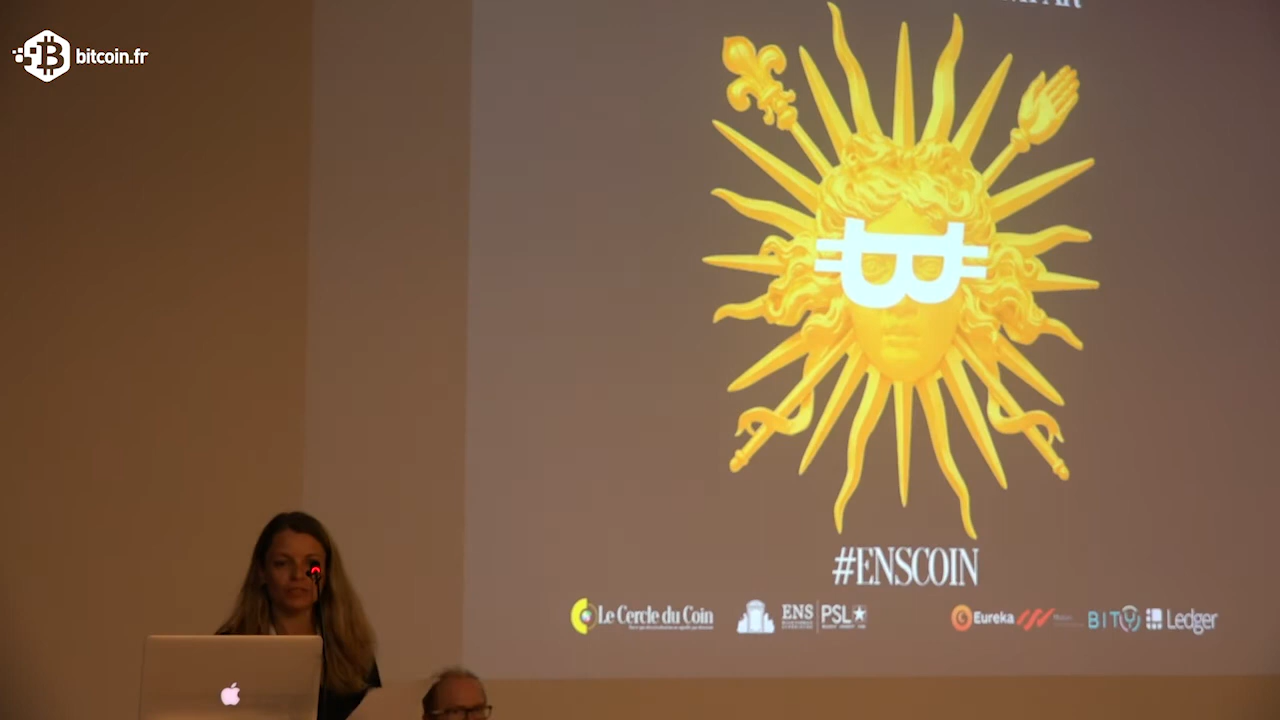 bitcoin.fr
#ENSCOIN
Le Cercle du Coin
ENS
PSL
Eureka
BITY
Ledger